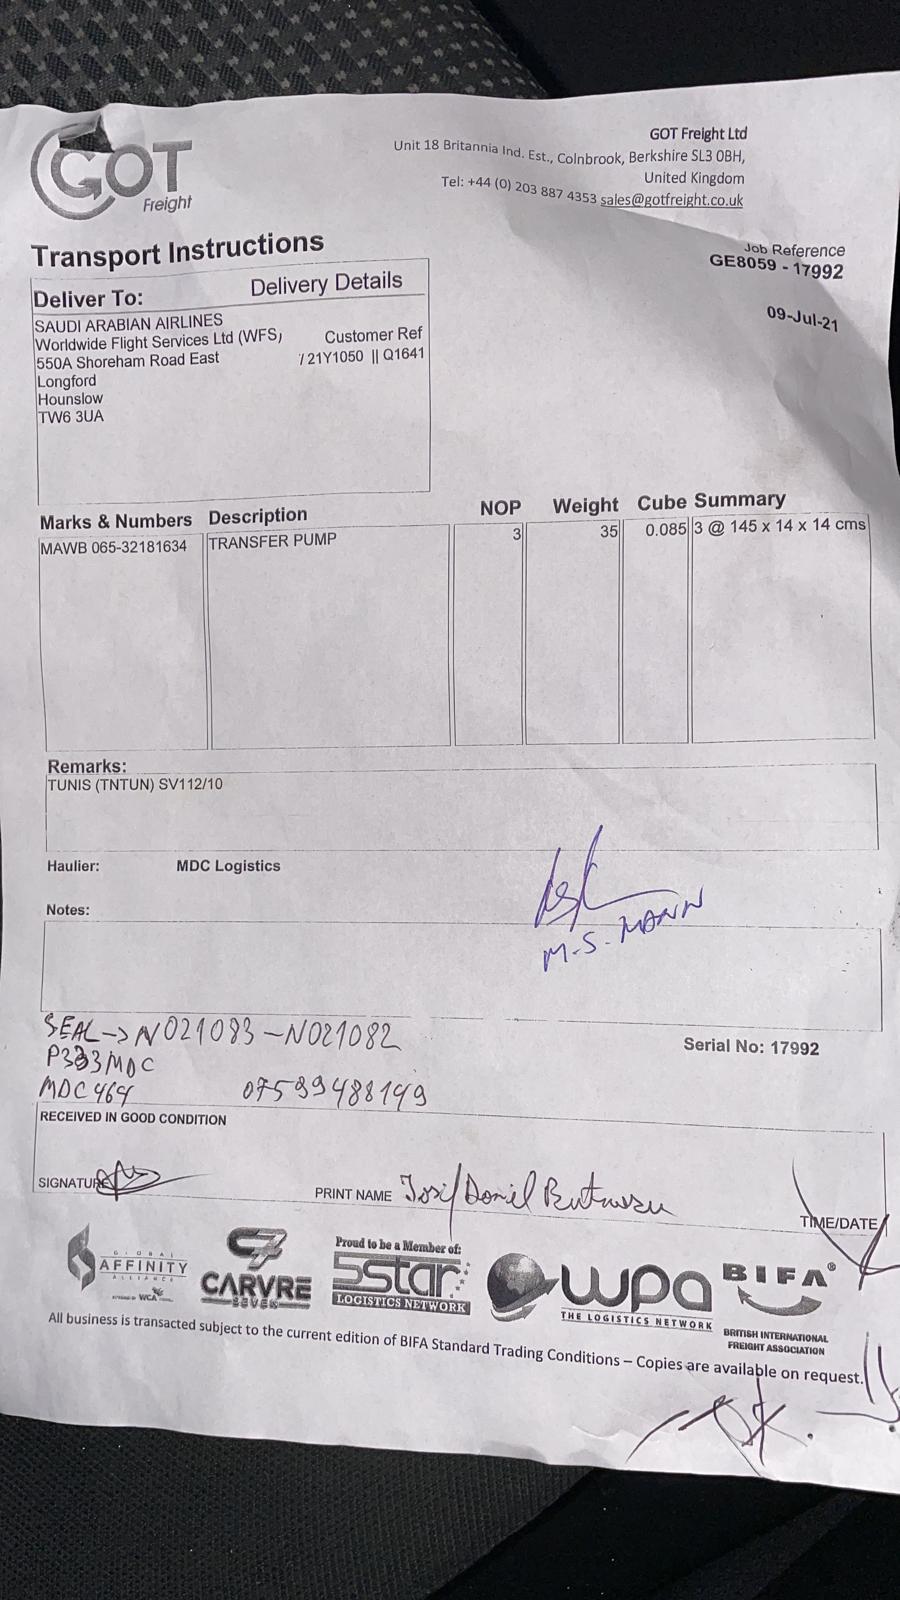 GOT
Freight
GOT Freight Ltd
Unit 18 Britannia Ind. Est., Colnbrook, Berkshire SL3 0BH,
United Kingdom
Tel: +44 (0) 203 887 4353 sales@gotfreight.co.uk
Transport Instructions
Job Reference
GE8059 - 17992
09-Jul-21
Deliver To: Delivery Details
SAUDI ARABIAN AIRLINES
Worldwide Flight Services Ltd (WFS) Customer Ref
550A Shoreham Road East / 21Y1050 || Q1641
Longford
Hounslow
TW6 3UA
Marks & Numbers Description NOP Weight Cube Summary
MAWB 065-32181634 TRANSFER PUMP 3 35 0.085 3 @ 145 x 14 x 14 cms
Remarks:
TUNIS (TNTUN) SV112/10
Haulier: MDC Logistics
Notes:
M.S. MANN
SEAL->N021083-N021082
Serial No: 17992
P333MDC
MDC464 07599488149
RECEIVED IN GOOD CONDITION
SIGNATURE
PRINT NAME Iosif Daniel
TIME/DATE
GLOBAL
AFFINITY
ALLIANCE
WCA
CARVRE
SEVEN
Proud to be a Member of:
5star
LOGISTICS NETWORK
wpa
THE LOGISTICS NETWORK
BIFA®
BRITISH INTERNATIONAL
FREIGHT ASSOCIATION
All business is transacted subject to the current edition of BIFA Standard Trading Conditions – Copies are available on request.